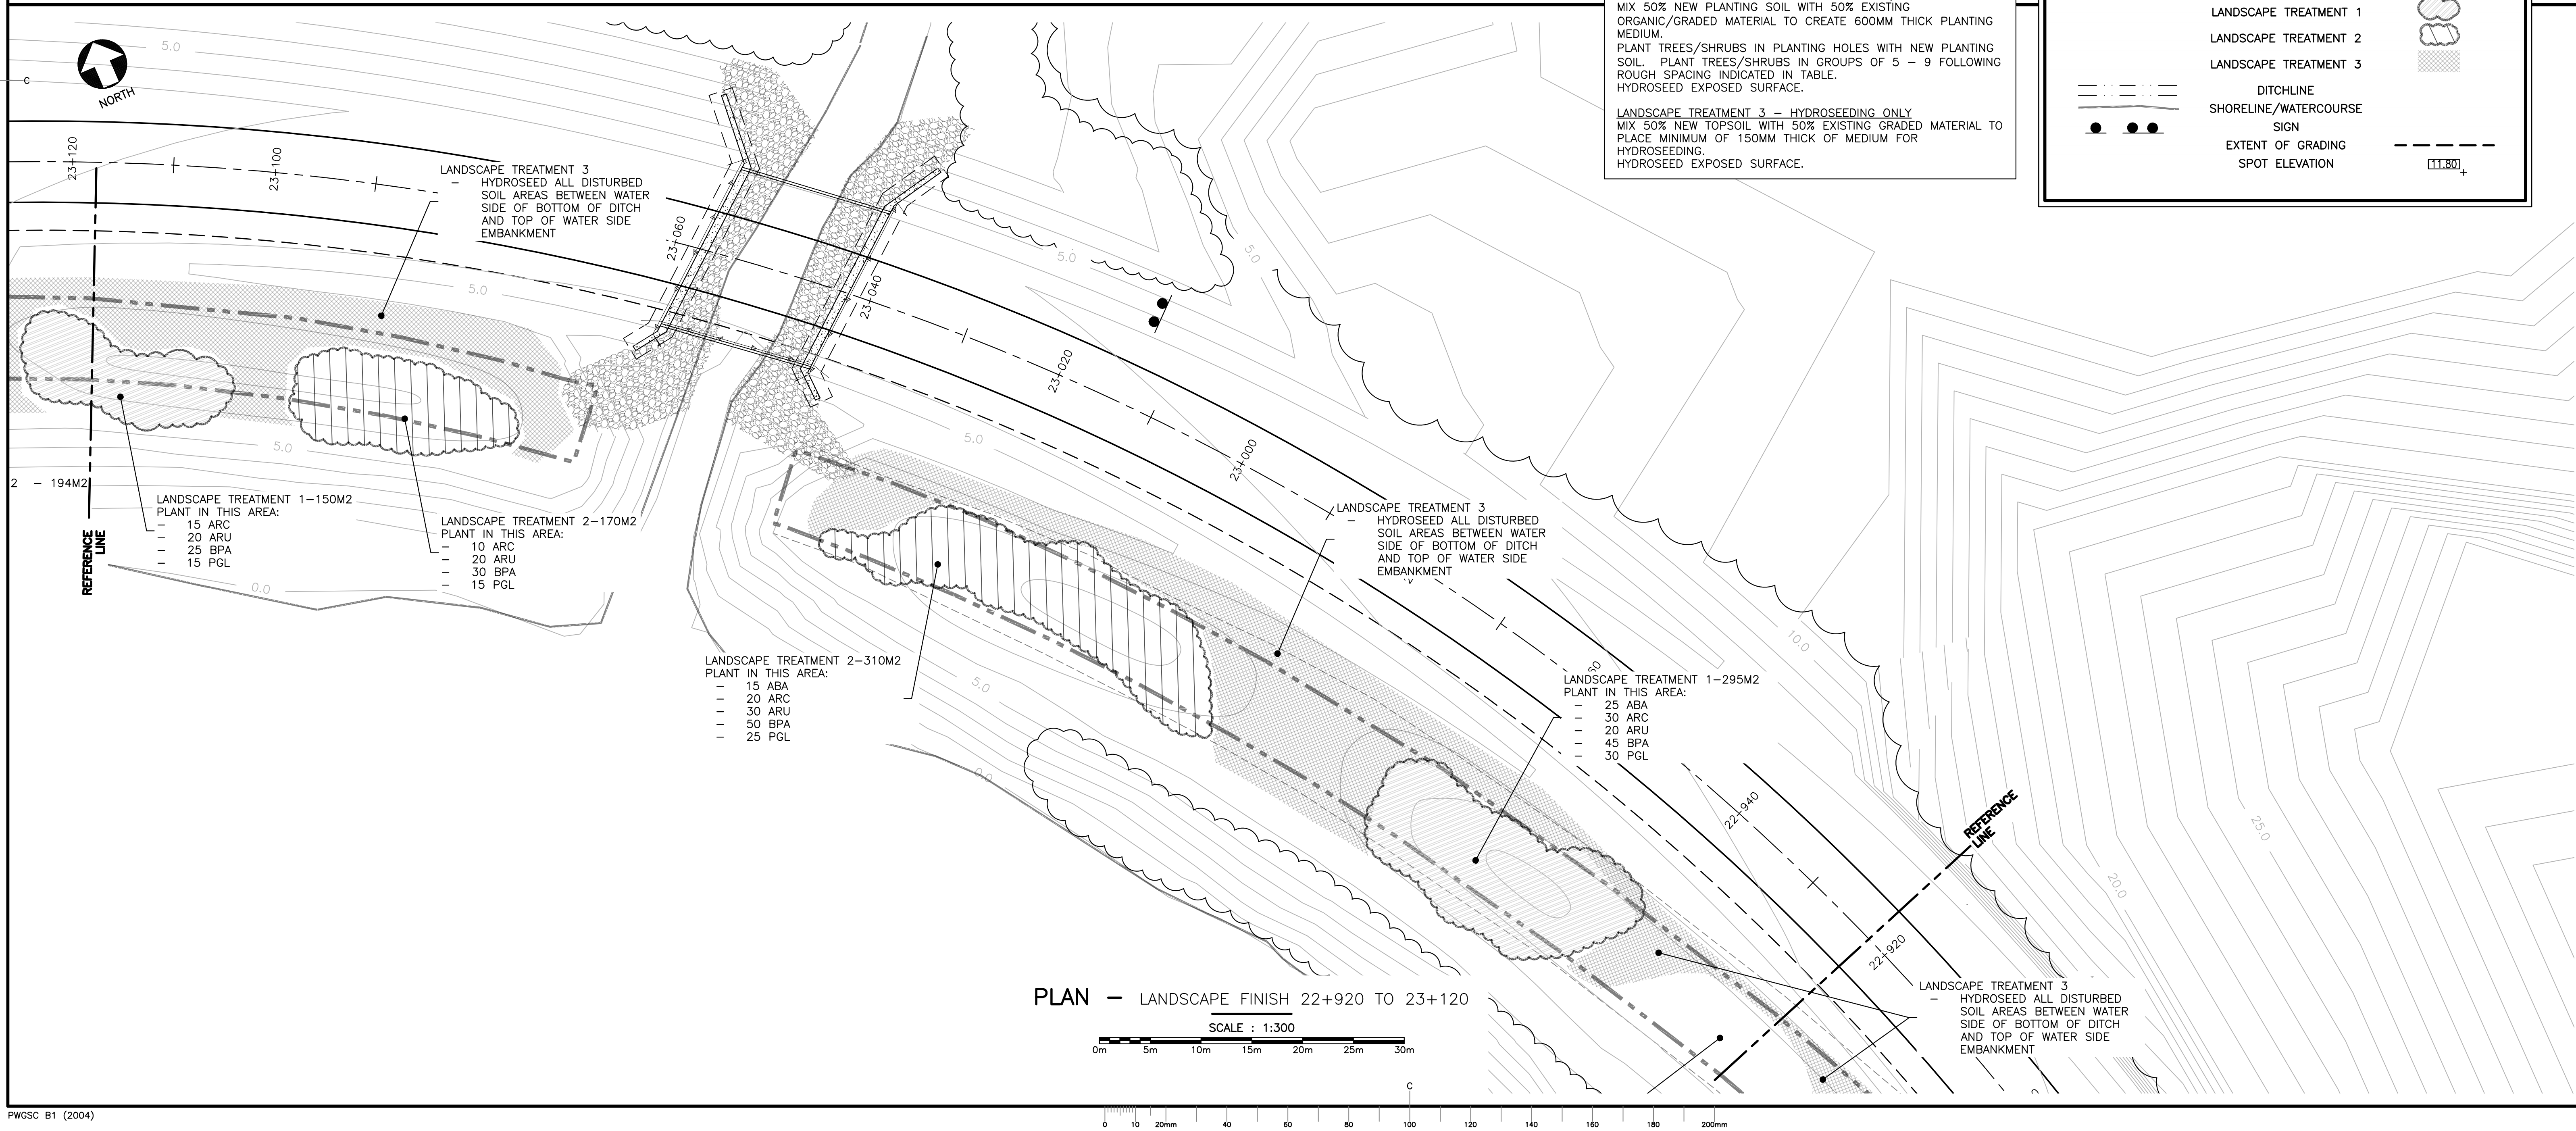 MIX 50% NEW PLANTING SOIL WITH 50% EXISTING
ORGANIC/GRADED MATERIAL TO CREATE 600MM THICK PLANTING
MEDIUM.
PLANT TREES/SHRUBS IN PLANTING HOLES WITH NEW PLANTING
SOIL. PLANT TREES/SHRUBS IN GROUPS OF 5 – 9 FOLLOWING
ROUGH SPACING INDICATED IN TABLE.
HYDROSEED EXPOSED SURFACE.
LANDSCAPE TREATMENT 3 – HYDROSEEDING ONLY
MIX 50% NEW TOPSOIL WITH 50% EXISTING GRADED MATERIAL TO
PLACE MINIMUM OF 150MM THICK OF MEDIUM FOR
HYDROSEEDING.
HYDROSEED EXPOSED SURFACE.
LANDSCAPE TREATMENT 1
LANDSCAPE TREATMENT 2
LANDSCAPE TREATMENT 3
DITCHLINE
SHORELINE/WATERCOURSE
SIGN
EXTENT OF GRADING
SPOT ELEVATION
11.80
C
NORTH
5.0
23+120
23+100
LANDSCAPE TREATMENT 3
– HYDROSEED ALL DISTURBED
SOIL AREAS BETWEEN WATER
SIDE OF BOTTOM OF DITCH
AND TOP OF WATER SIDE
EMBANKMENT
23+060
23+040
5.0
5.0
5.0
23+020
23+000
5.0
5.0
2 – 194M2
REFERENCE
LINE
LANDSCAPE TREATMENT 1–150M2
PLANT IN THIS AREA:
– 15 ARC
– 20 ARU
– 25 BPA
– 15 PGL
LANDSCAPE TREATMENT 2–170M2
PLANT IN THIS AREA:
– 10 ARC
– 20 ARU
– 30 BPA
– 15 PGL
0.0
LANDSCAPE TREATMENT 3
– HYDROSEED ALL DISTURBED
SOIL AREAS BETWEEN WATER
SIDE OF BOTTOM OF DITCH
AND TOP OF WATER SIDE
EMBANKMENT
LANDSCAPE TREATMENT 2–310M2
PLANT IN THIS AREA:
– 15 ABA
– 20 ARC
– 30 ARU
– 50 BPA
– 25 PGL
5.0
0.0
10.0
LANDSCAPE TREATMENT 1–295M2
PLANT IN THIS AREA:
– 25 ABA
– 30 ARC
– 20 ARU
– 45 BPA
– 30 PGL
22+940
REFERENCE
LINE
25.0
20.0
22+920
LANDSCAPE TREATMENT 3
– HYDROSEED ALL DISTURBED
SOIL AREAS BETWEEN WATER
SIDE OF BOTTOM OF DITCH
AND TOP OF WATER SIDE
EMBANKMENT
PLAN – LANDSCAPE FINISH 22+920 TO 23+120
SCALE : 1:300
0m 5m 10m 15m 20m 25m 30m
C
PWGSC B1 (2004)
0 10 20mm 40 60 80 100 120 140 160 180 200mm